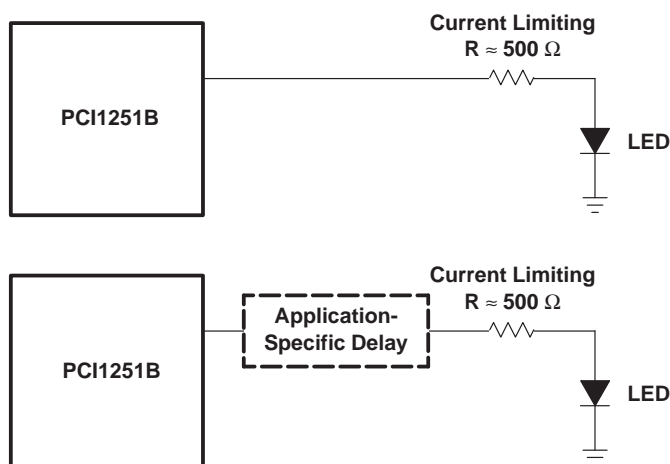 Current Limiting
R ≈ 500 Ω
PCI1251B
LED
Current Limiting
R ≈ 500 Ω
Application-
Specific Delay
PCI1251B
LED